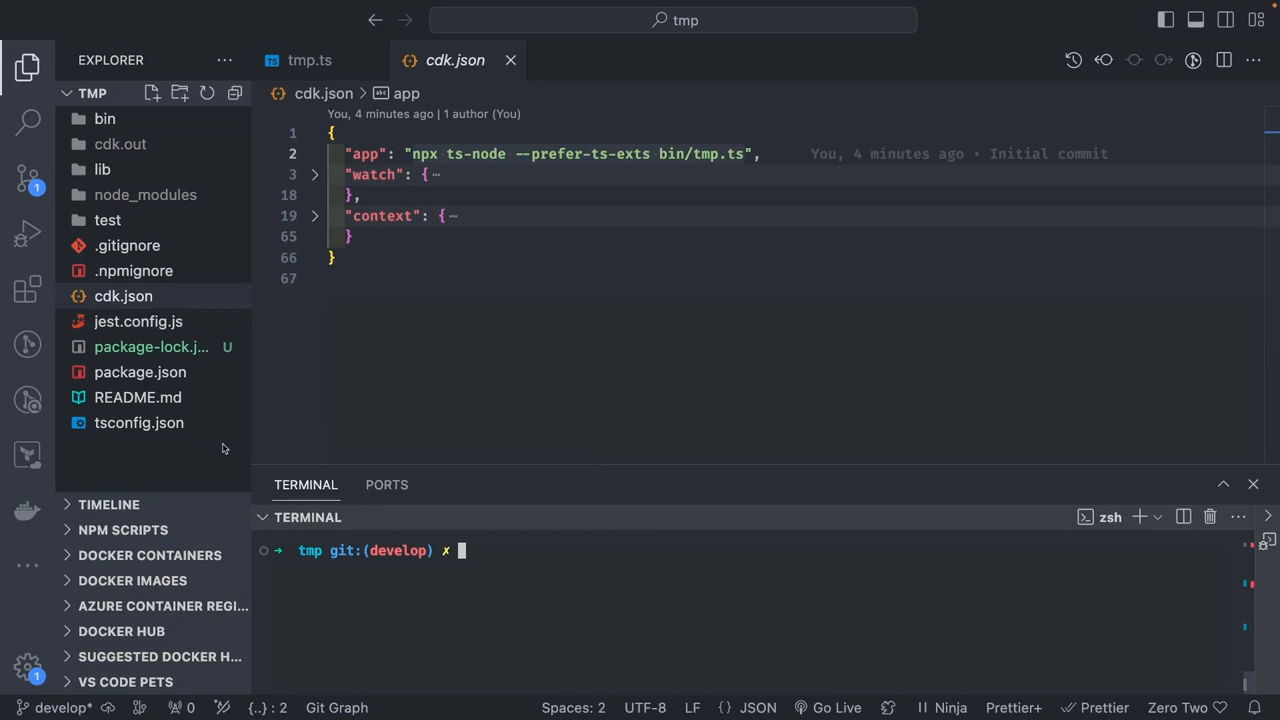 tmp
EXPLORER
TMP
bin
cdk.out
lib
node_modules
test
.gitignore
.npmignore
cdk.json
jest.config.js
package-lock.j... U
package.json
README.md
tsconfig.json
TIMELINE
NPM SCRIPTS
DOCKER CONTAINERS
DOCKER IMAGES
AZURE CONTAINER REGI...
DOCKER HUB
SUGGESTED DOCKER H...
VS CODE PETS
1
1
TS tmp.ts
cdk.json
cdk.json > abc app
You, 4 minutes ago | 1 author (You)
1 {
2 "app": "npx ts-node --prefer-ts-exts bin/tmp.ts", You, 4 minutes ago • Initial commit
3 "watch": { ⋯
18 },
19 "context": { ⋯
65 }
66 }
67
TERMINAL PORTS
TERMINAL
zsh
➜ tmp git:(develop) ✗
develop* 0 {..} : 2 Git Graph Spaces: 2 UTF-8 LF { } JSON Go Live Ninja Prettier+ Prettier Zero Two